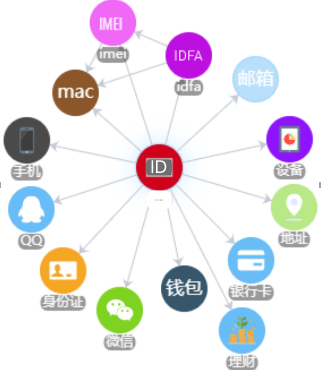 IMEI
imei
IDFA
idfa
mac
邮箱
手机
ID
设备
QQ
地址
身份证
钱包
银行卡
微信
理财